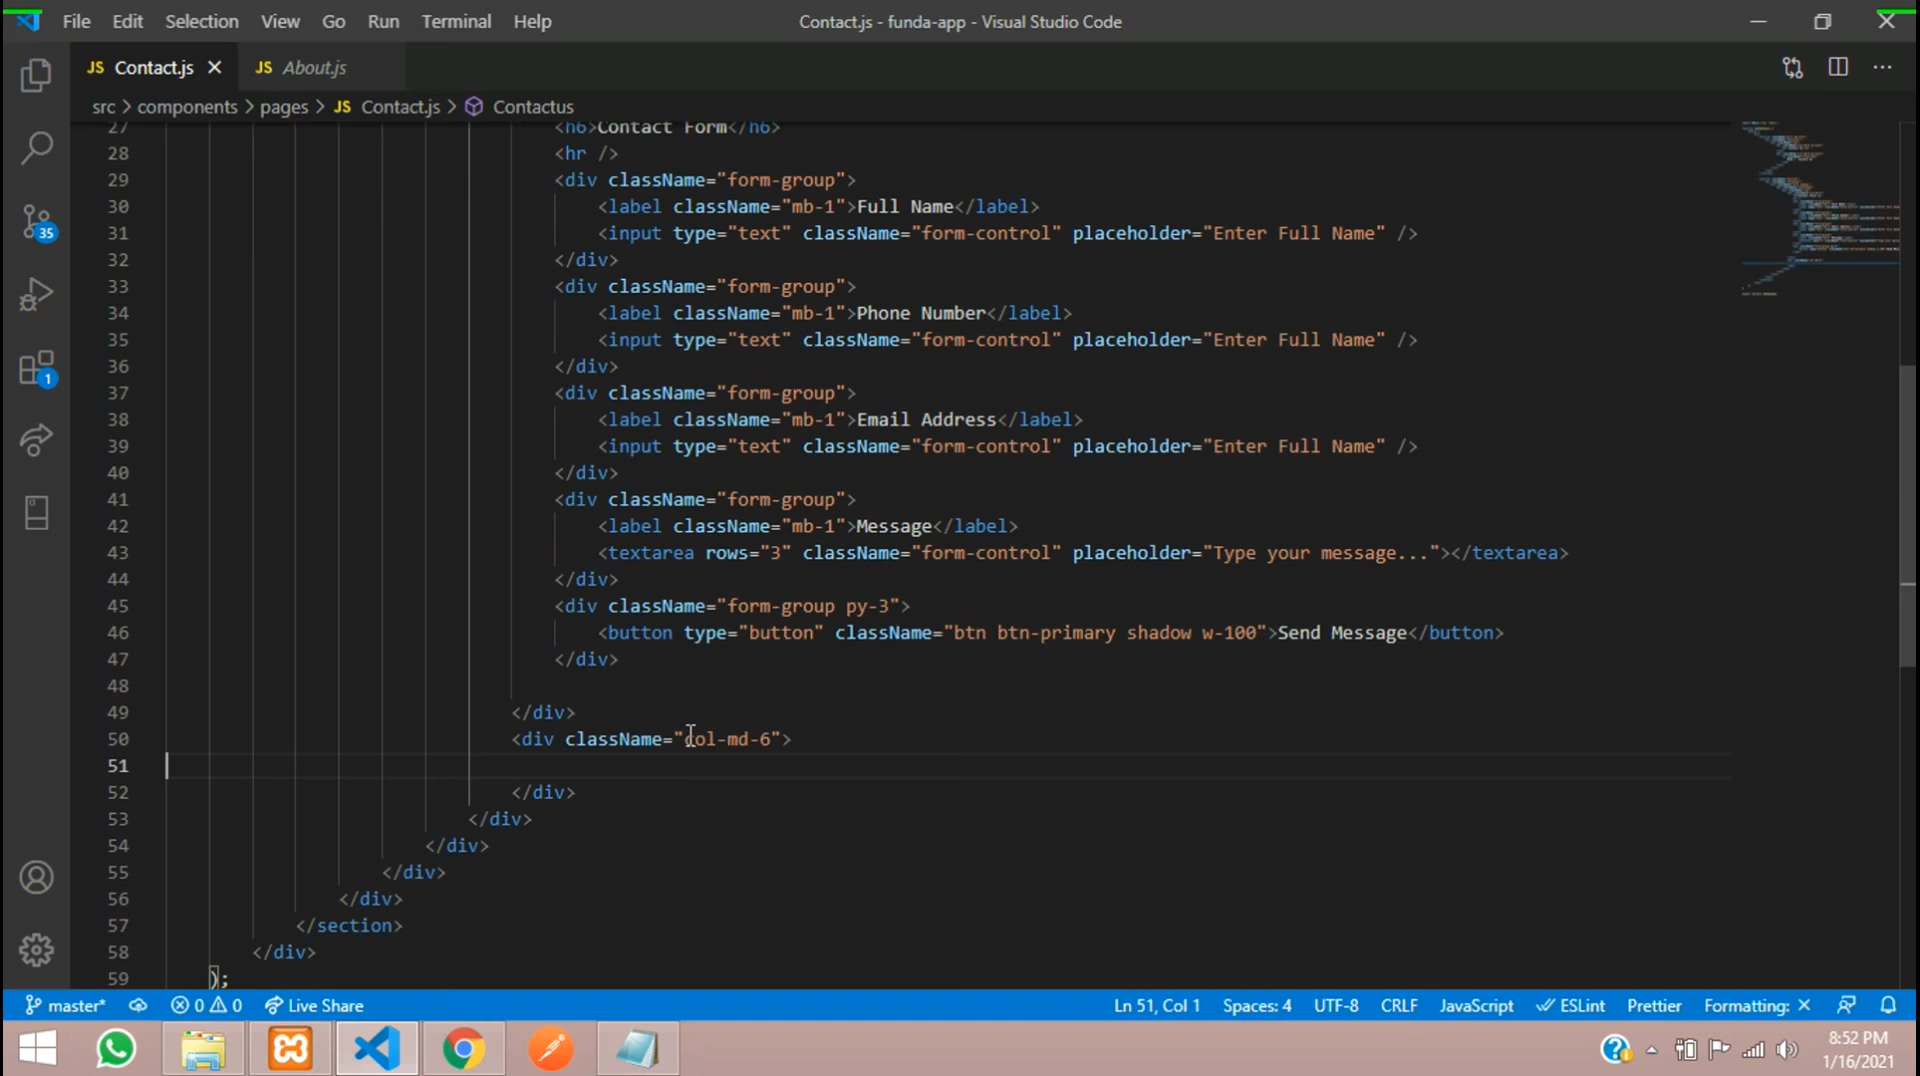 File Edit Selection View Go Run Terminal Help Contact.js - funda-app - Visual Studio Code
JS Contact.js JS About.js
src > components > pages > JS Contact.js > Contactus
27 <h6>Contact Form</h6>
28 <hr />
29 <div className="form-group">
30 <label className="mb-1">Full Name</label>
31 <input type="text" className="form-control" placeholder="Enter Full Name" />
32 </div>
33 <div className="form-group">
34 <label className="mb-1">Phone Number</label>
35 <input type="text" className="form-control" placeholder="Enter Full Name" />
36 </div>
37 <div className="form-group">
38 <label className="mb-1">Email Address</label>
39 <input type="text" className="form-control" placeholder="Enter Full Name" />
40 </div>
41 <div className="form-group">
42 <label className="mb-1">Message</label>
43 <textarea rows="3" className="form-control" placeholder="Type your message..."></textarea>
44 </div>
45 <div className="form-group py-3">
46 <button type="button" className="btn btn-primary shadow w-100">Send Message</button>
47 </div>
48
49 </div>
50 <div className="col-md-6">
51
52 </div>
53 </div>
54 </div>
55 </div>
56 </div>
57 </section>
58 </div>
59 );
35
1
master* 0 0 Live Share Ln 51, Col 1 Spaces: 4 UTF-8 CRLF JavaScript ESLint Prettier Formatting: ×
8:52 PM
1/16/2021